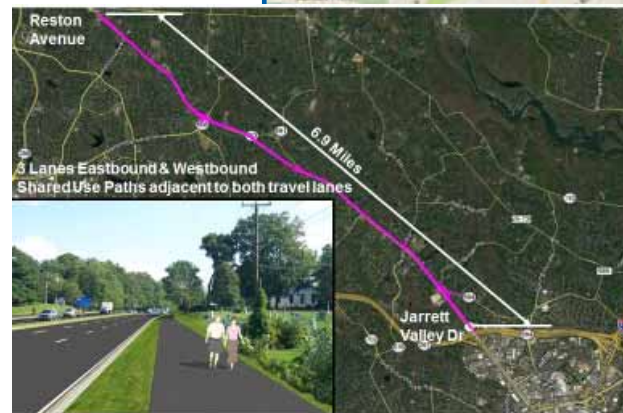 Reston
Avenue
6.9 Miles
3 Lanes Eastbound & Westbound
Shared Use Paths adjacent to both travel lanes
Jarrett
Valley Dr